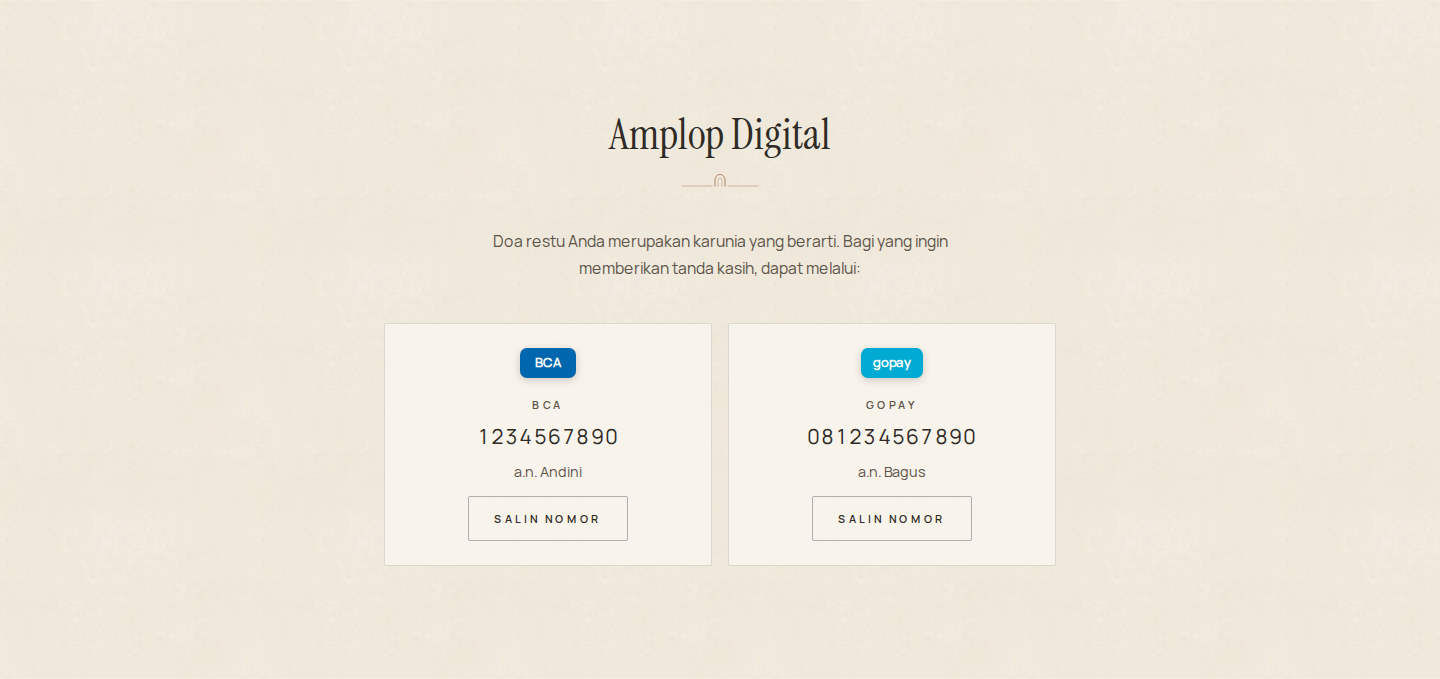 Amplop Digital
Doa restu Anda merupakan karunia yang berarti. Bagi yang ingin
memberikan tanda kasih, dapat melalui:
BCA
BCA
1234567890
a.n. Andini
SALIN NOMOR
gopay
GOPAY
081234567890
a.n. Bagus
SALIN NOMOR